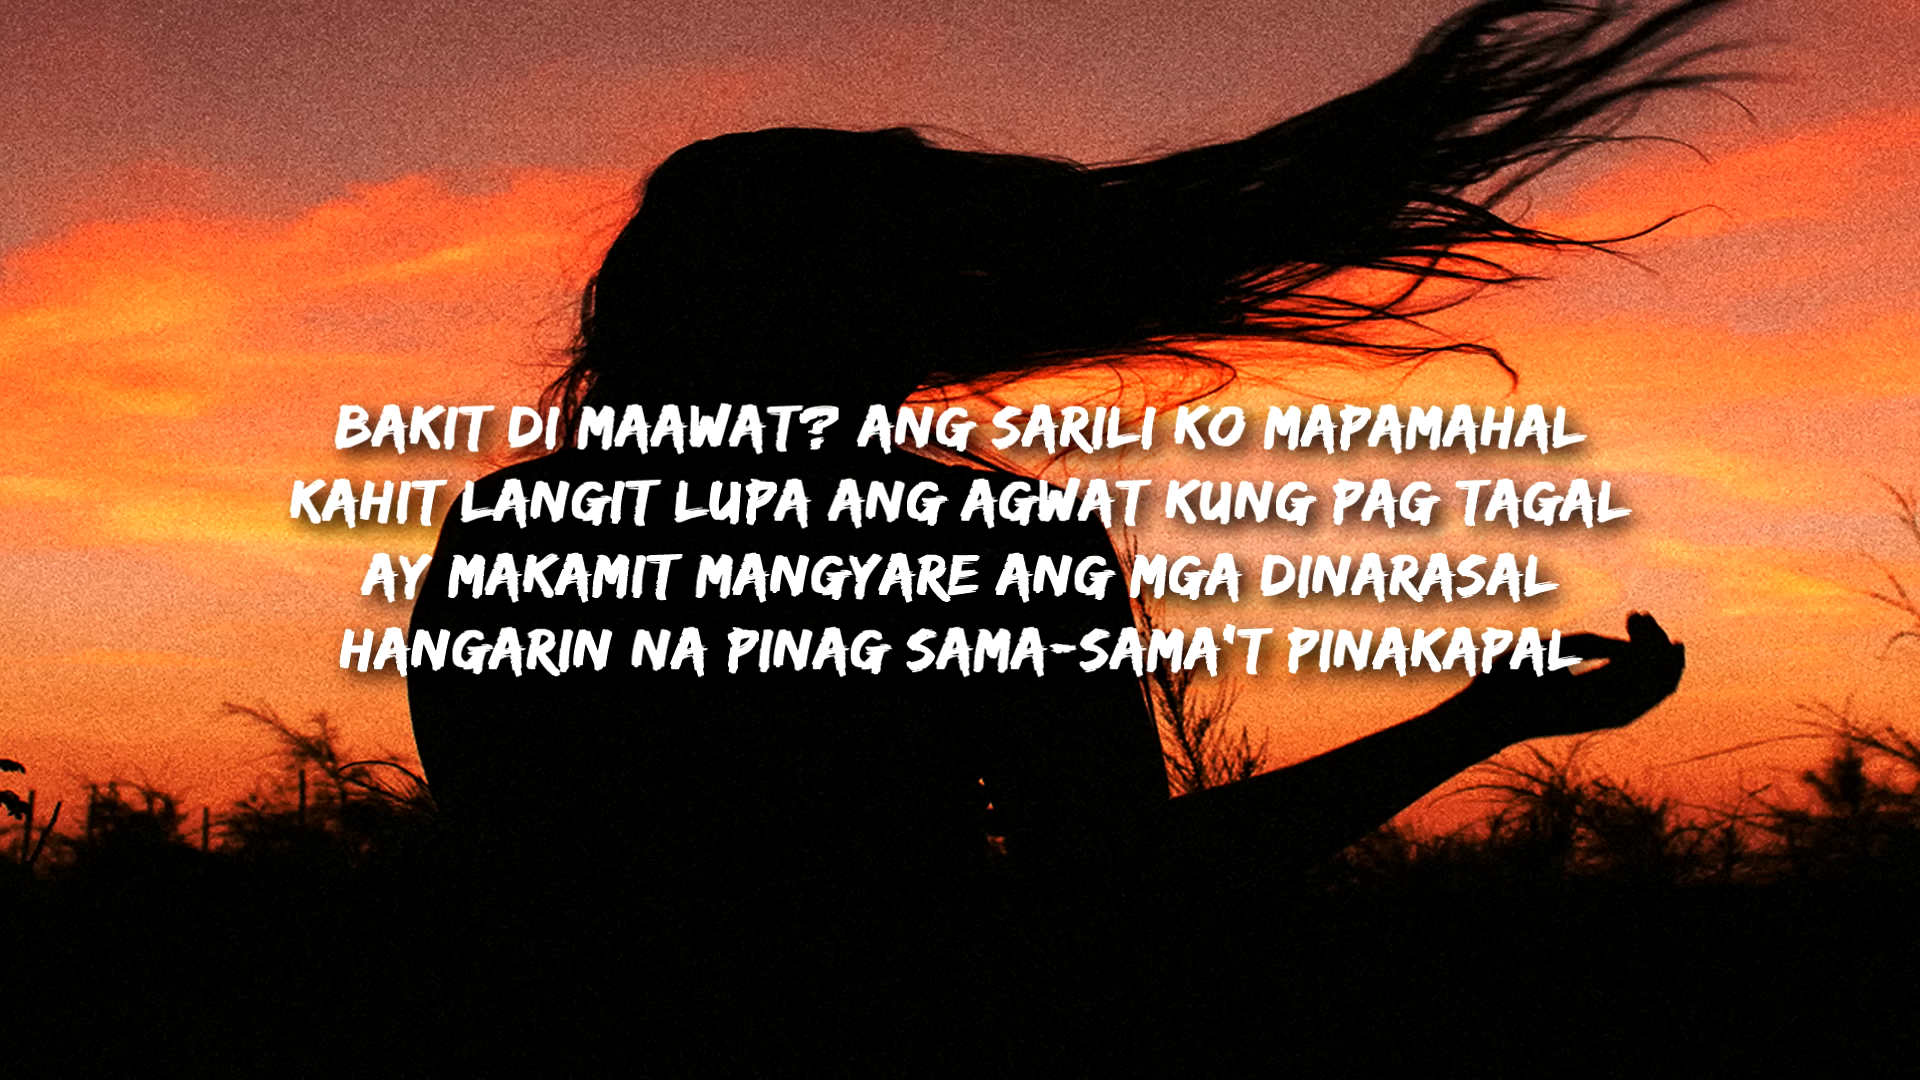 BAKIT DI MAAWAT? ANG SARILI KO MAPAMAHAL
KAHIT LANGIT LUPA ANG AGWAT KUNG PAG TAGAL
AY MAKAMIT MANGYARE ANG MGA DINARASAL
HANGARIN NA PINAG SAMA-SAMA'T PINAKAPAL